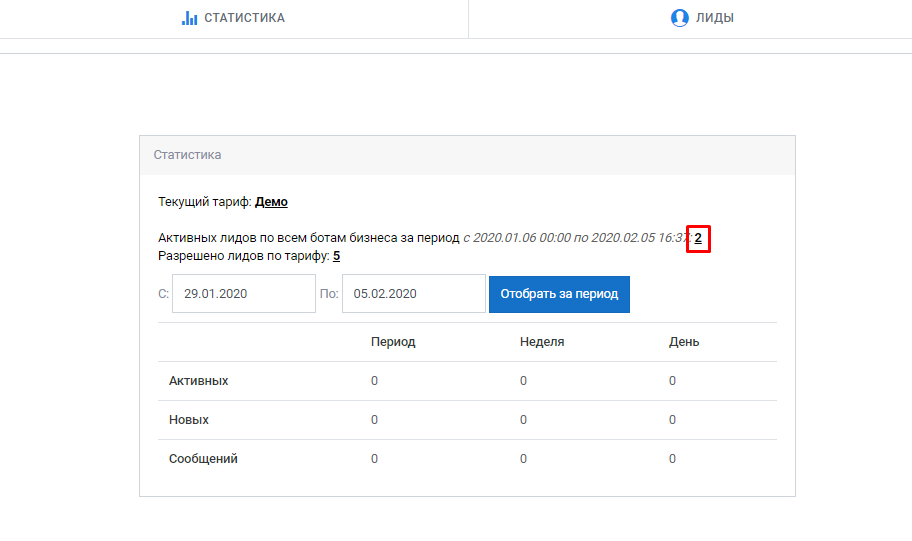 СТАТИСТИКА ЛИДЫ
Статистика
Текущий тариф: Демо
Активных лидов по всем ботам бизнеса за период с 2020.01.06 00:00 по 2020.02.05 16:37: 2
Разрешено лидов по тарифу: 5
С: 29.01.2020 По: 05.02.2020 Отобрать за период
Период Неделя День
Активных 0 0 0
Новых 0 0 0
Сообщений 0 0 0